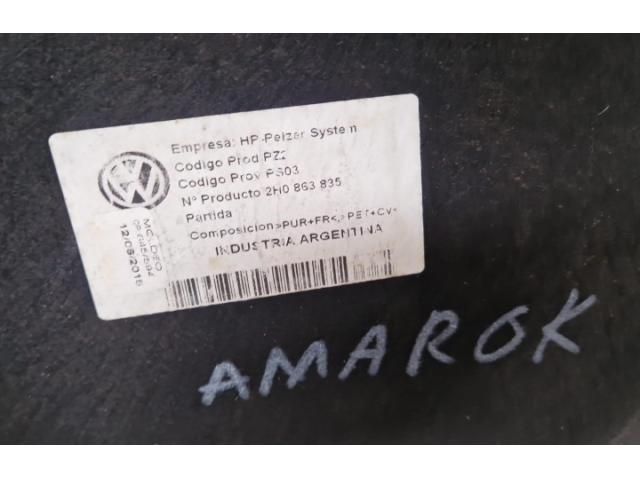 Empresa: HP-Pelzer System
Codigo Prod PZ2
Codigo Prov PS03
Nº Producto 2H0 863 835
Partida
Composicion >PUR+FR<,>PET+CV<
INDUSTRIA ARGENTINA
12/08/2016
AMAROK